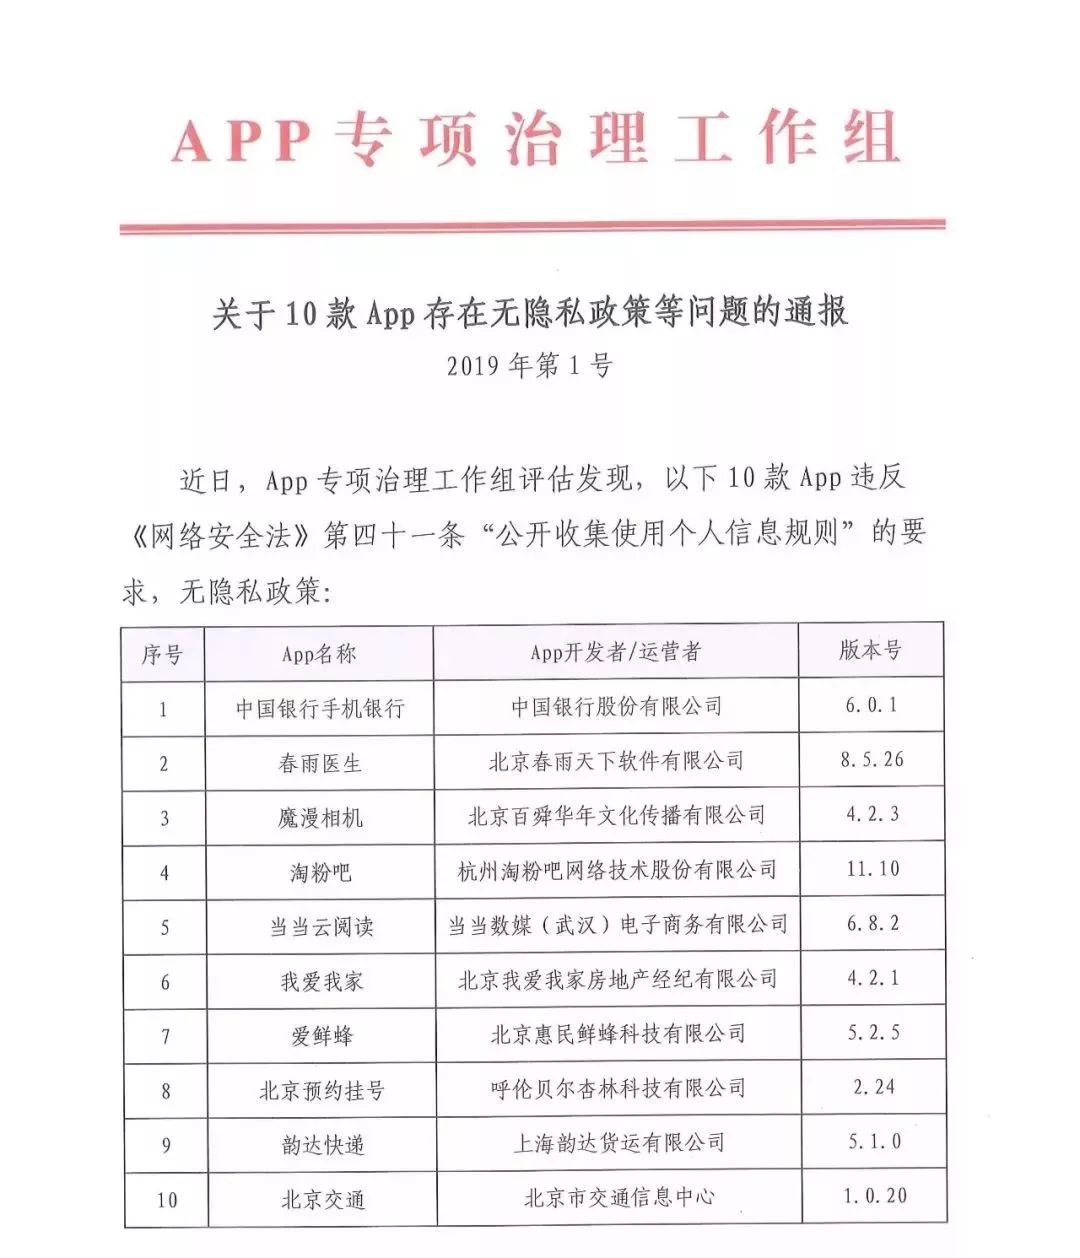 APP专项治理工作组
关于10款App存在无隐私政策等问题的通报
2019年第1号
近日，App专项治理工作组评估发现，以下10款App违反
《网络安全法》第四十一条“公开收集使用个人信息规则”的要
求，无隐私政策：
序号 App名称 App开发者/运营者 版本号
1 中国银行手机银行 中国银行股份有限公司 6.0.1
2 春雨医生 北京春雨天下软件有限公司 8.5.26
3 魔漫相机 北京百舜华年文化传播有限公司 4.2.3
4 淘粉吧 杭州淘粉吧网络技术股份有限公司 11.10
5 当当云阅读 当当数媒（武汉）电子商务有限公司 6.8.2
6 我爱我家 北京我爱我家房地产经纪有限公司 4.2.1
7 爱鲜蜂 北京惠民鲜蜂科技有限公司 5.2.5
8 北京预约挂号 呼伦贝尔杏林科技有限公司 2.24
9 韵达快递 上海韵达货运有限公司 5.1.0
10 北京交通 北京市交通信息中心 1.0.20